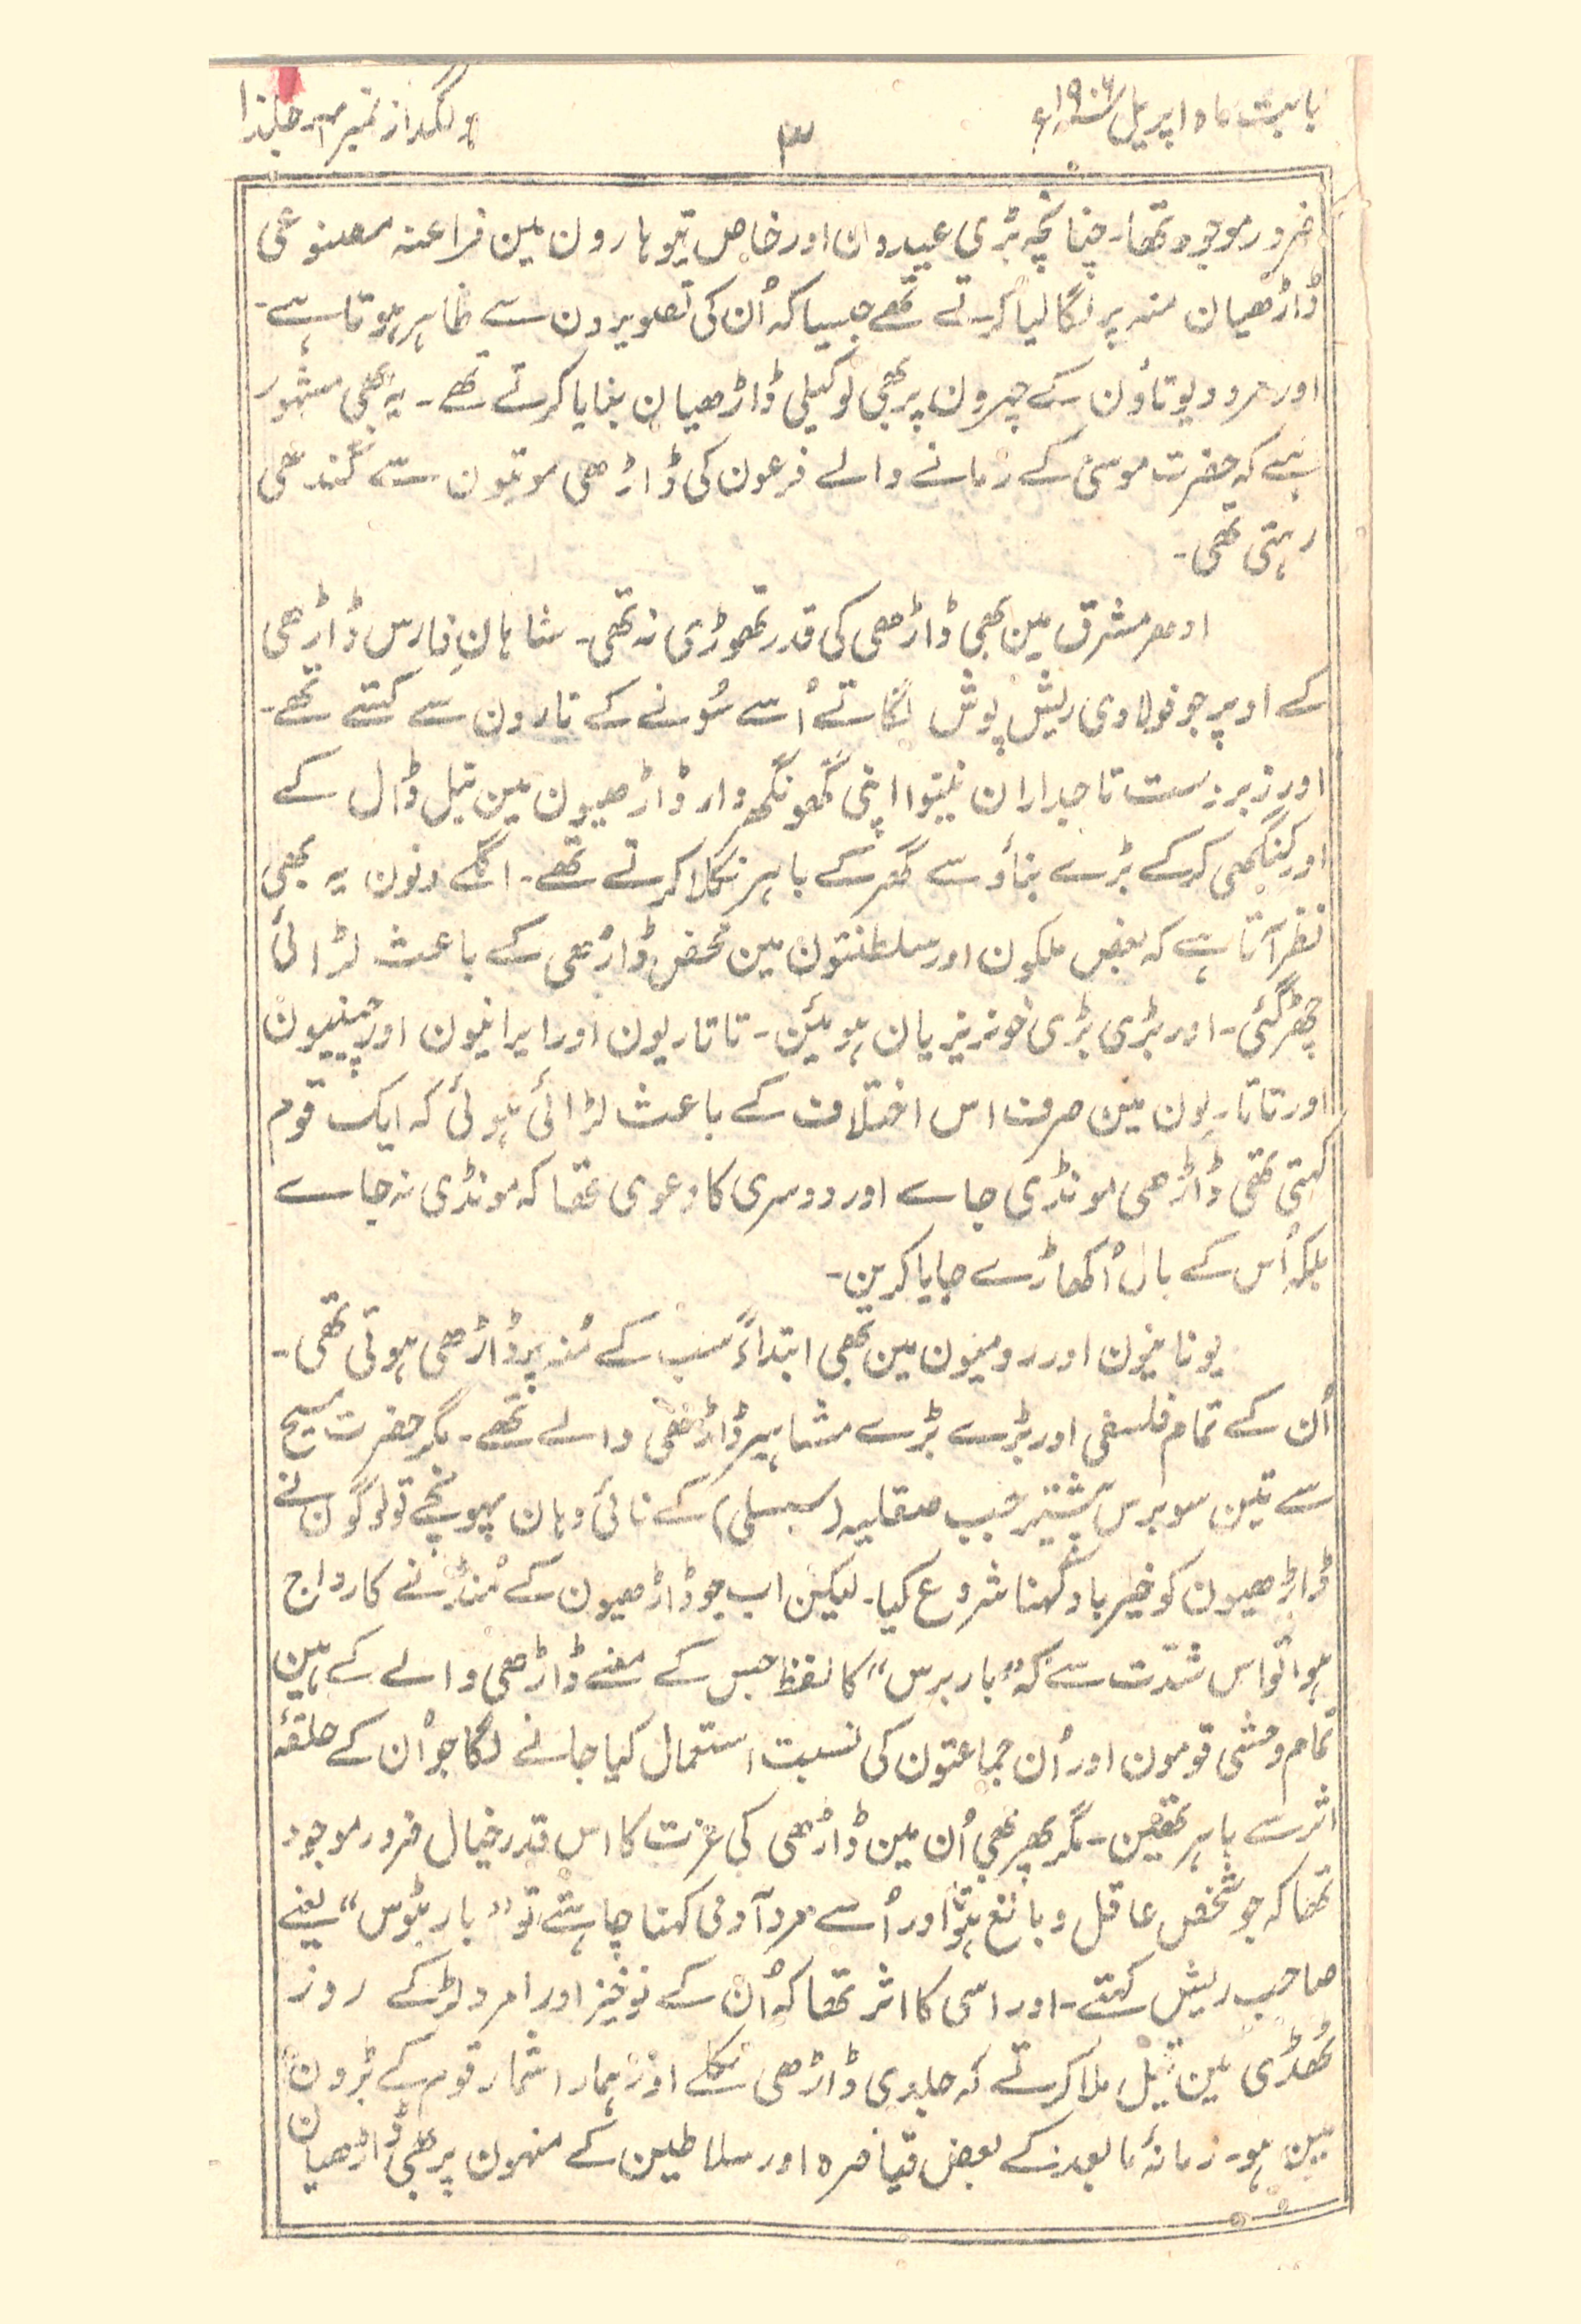 بابت ماہ اپریل ۱۹۰۶ء
۳
دلگداز نمبر ۴ جلد ۱۰
ضرور موجود تھا۔ چنانچہ بڑی عیدون اور خاص تیوہارون مین فراعنہ مصنوعی
ڈاڑھیان منہ پر لگا لیا کرتے تھے جیسا کہ اُن کی تصویرون سے ظاہر ہوتا ہے۔
اور مرد دیوتاؤن کے چہرون پر بھی نوکیلی ڈاڑھیان بنایا کرتے تھے۔ یہ بھی مشہور
ہے کہ حضرت موسیٰ کے زمانے والے فرعون کی ڈاڑھی موتیون سے گندھی
رہتی تھی۔
ادھر مشرق مین بھی ڈاڑھی کی قدر تھوڑی نہ تھی۔ شاہانِ فارس ڈاڑھی
کے اوپر جو فولادی ریش پوش لگاتے اُسے سُونے کے تارون سے کستے تھے۔
اور زبردست تاجداران نینوا اپنی گھونگھر دار ڈاڑھیون مین تیل ڈال کے
اور کنگھی کر کے بڑے بناؤ سے گھر کے باہر نکلا کرتے تھے۔ اگلے دنون یہ بھی
نظر آتا ہے کہ بعض ملکون اور سلطنتون مین محض ڈاڑھی کے باعث لڑائی
چھڑ گئی۔ اور بڑی بڑی خونریزیان ہوئین۔ تاتاریون اور ایرانیون اور چینیون
اور تاتاریون مین صرف اس اختلاف کے باعث لڑائی ہوئی کہ ایک قوم
کہتی تھی ڈاڑھی مونڈی جاے اور دوسری کا دعوی تھا کہ مونڈی نہ جاے
بلکہ اُس کے بال اُکھاڑے جایا کرین۔
یونانیون اور رومیون مین بھی ابتداءً سب کے مُنہ پر ڈاڑھی ہوتی تھی۔
اُن کے تمام فلسفی اور بڑے بڑے مشاہیر ڈاڑھی والے تھے۔ مگر حضرت مسیح
سے تین سو برس پیشتر جب صقلیہ (سسلی) کے نائی وہان پہونچے تو لوگون نے
ڈاڑھیون کو خیرباد کہنا شروع کیا۔ لیکن اب جو ڈاڑھیون کے مُنڈنے کا رواج
ہوا تو اس شدّت سے کہ "باربرس" کا لفظ جس کے معنے ڈاڑھی والے کے ہین
تمام وحشی قومون اور اُن جماعتون کی نسبت استعمال کیا جانے لگا جو اُن کے حلقۂ
اثر سے باہر تھین۔ مگر پھر بھی اُن مین ڈاڑھی کی عزت کا اس قدر خیال ضرور موجود
تھا کہ جو شخص عاقل و بالغ ہوتا اور اُسے مرد آدمی کہنا چاہتے تو "باربٹوس" یعنے
صاحب ریش کہتے۔ اور اسی کا اثر تھا کہ اُن کے نوخیز اور امرد لڑکے روز
ٹھڈی مین تیل ملا کرتے کہ جلدی ڈاڑھی نکلے اور ہمارا شمار قوم کے بڑون
مین ہو۔ زمانۂ مابعد کے بعض قیاصرہ اور سلاطین کے منہون پر بھی ڈاڑھیان